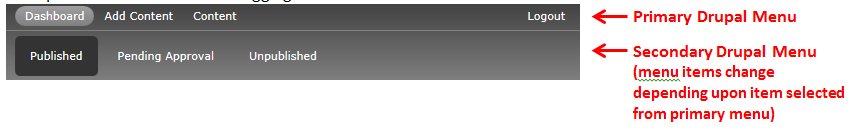 Dashboard Add Content Content Logout
Primary Drupal Menu
Published Pending Approval Unpublished
Secondary Drupal Menu
(menu items change
depending upon item selected
from primary menu)